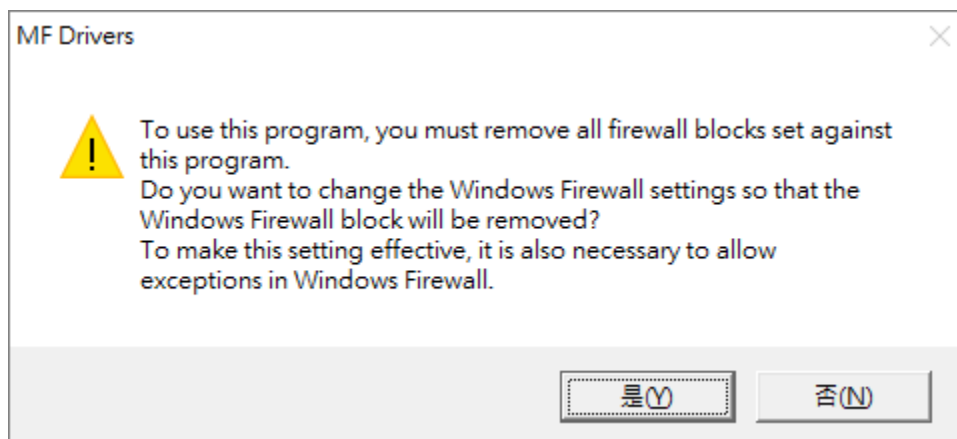 MF Drivers
To use this program, you must remove all firewall blocks set against
this program.
Do you want to change the Windows Firewall settings so that the
Windows Firewall block will be removed?
To make this setting effective, it is also necessary to allow
exceptions in Windows Firewall.
是(Y)
否(N)